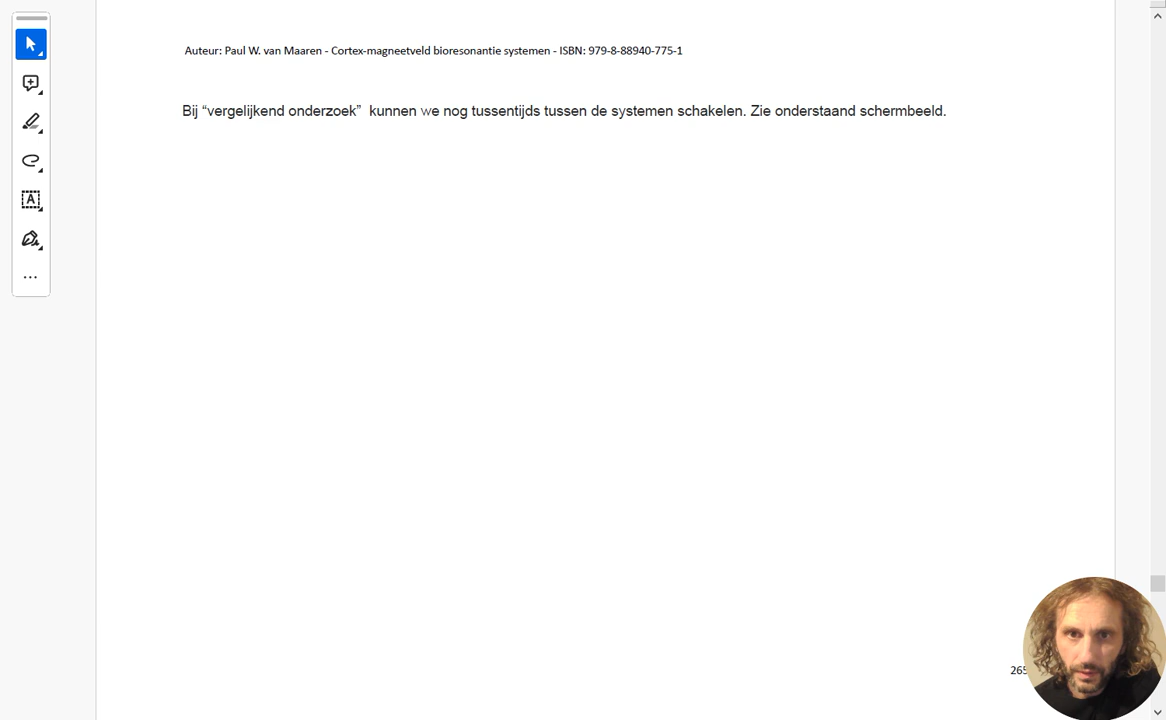 Auteur: Paul W. van Maaren - Cortex-magneetveld bioresonantie systemen - ISBN: 979-8-88940-775-1
Bij “vergelijkend onderzoek”  kunnen we nog tussentijds tussen de systemen schakelen. Zie onderstaand schermbeeld.
265